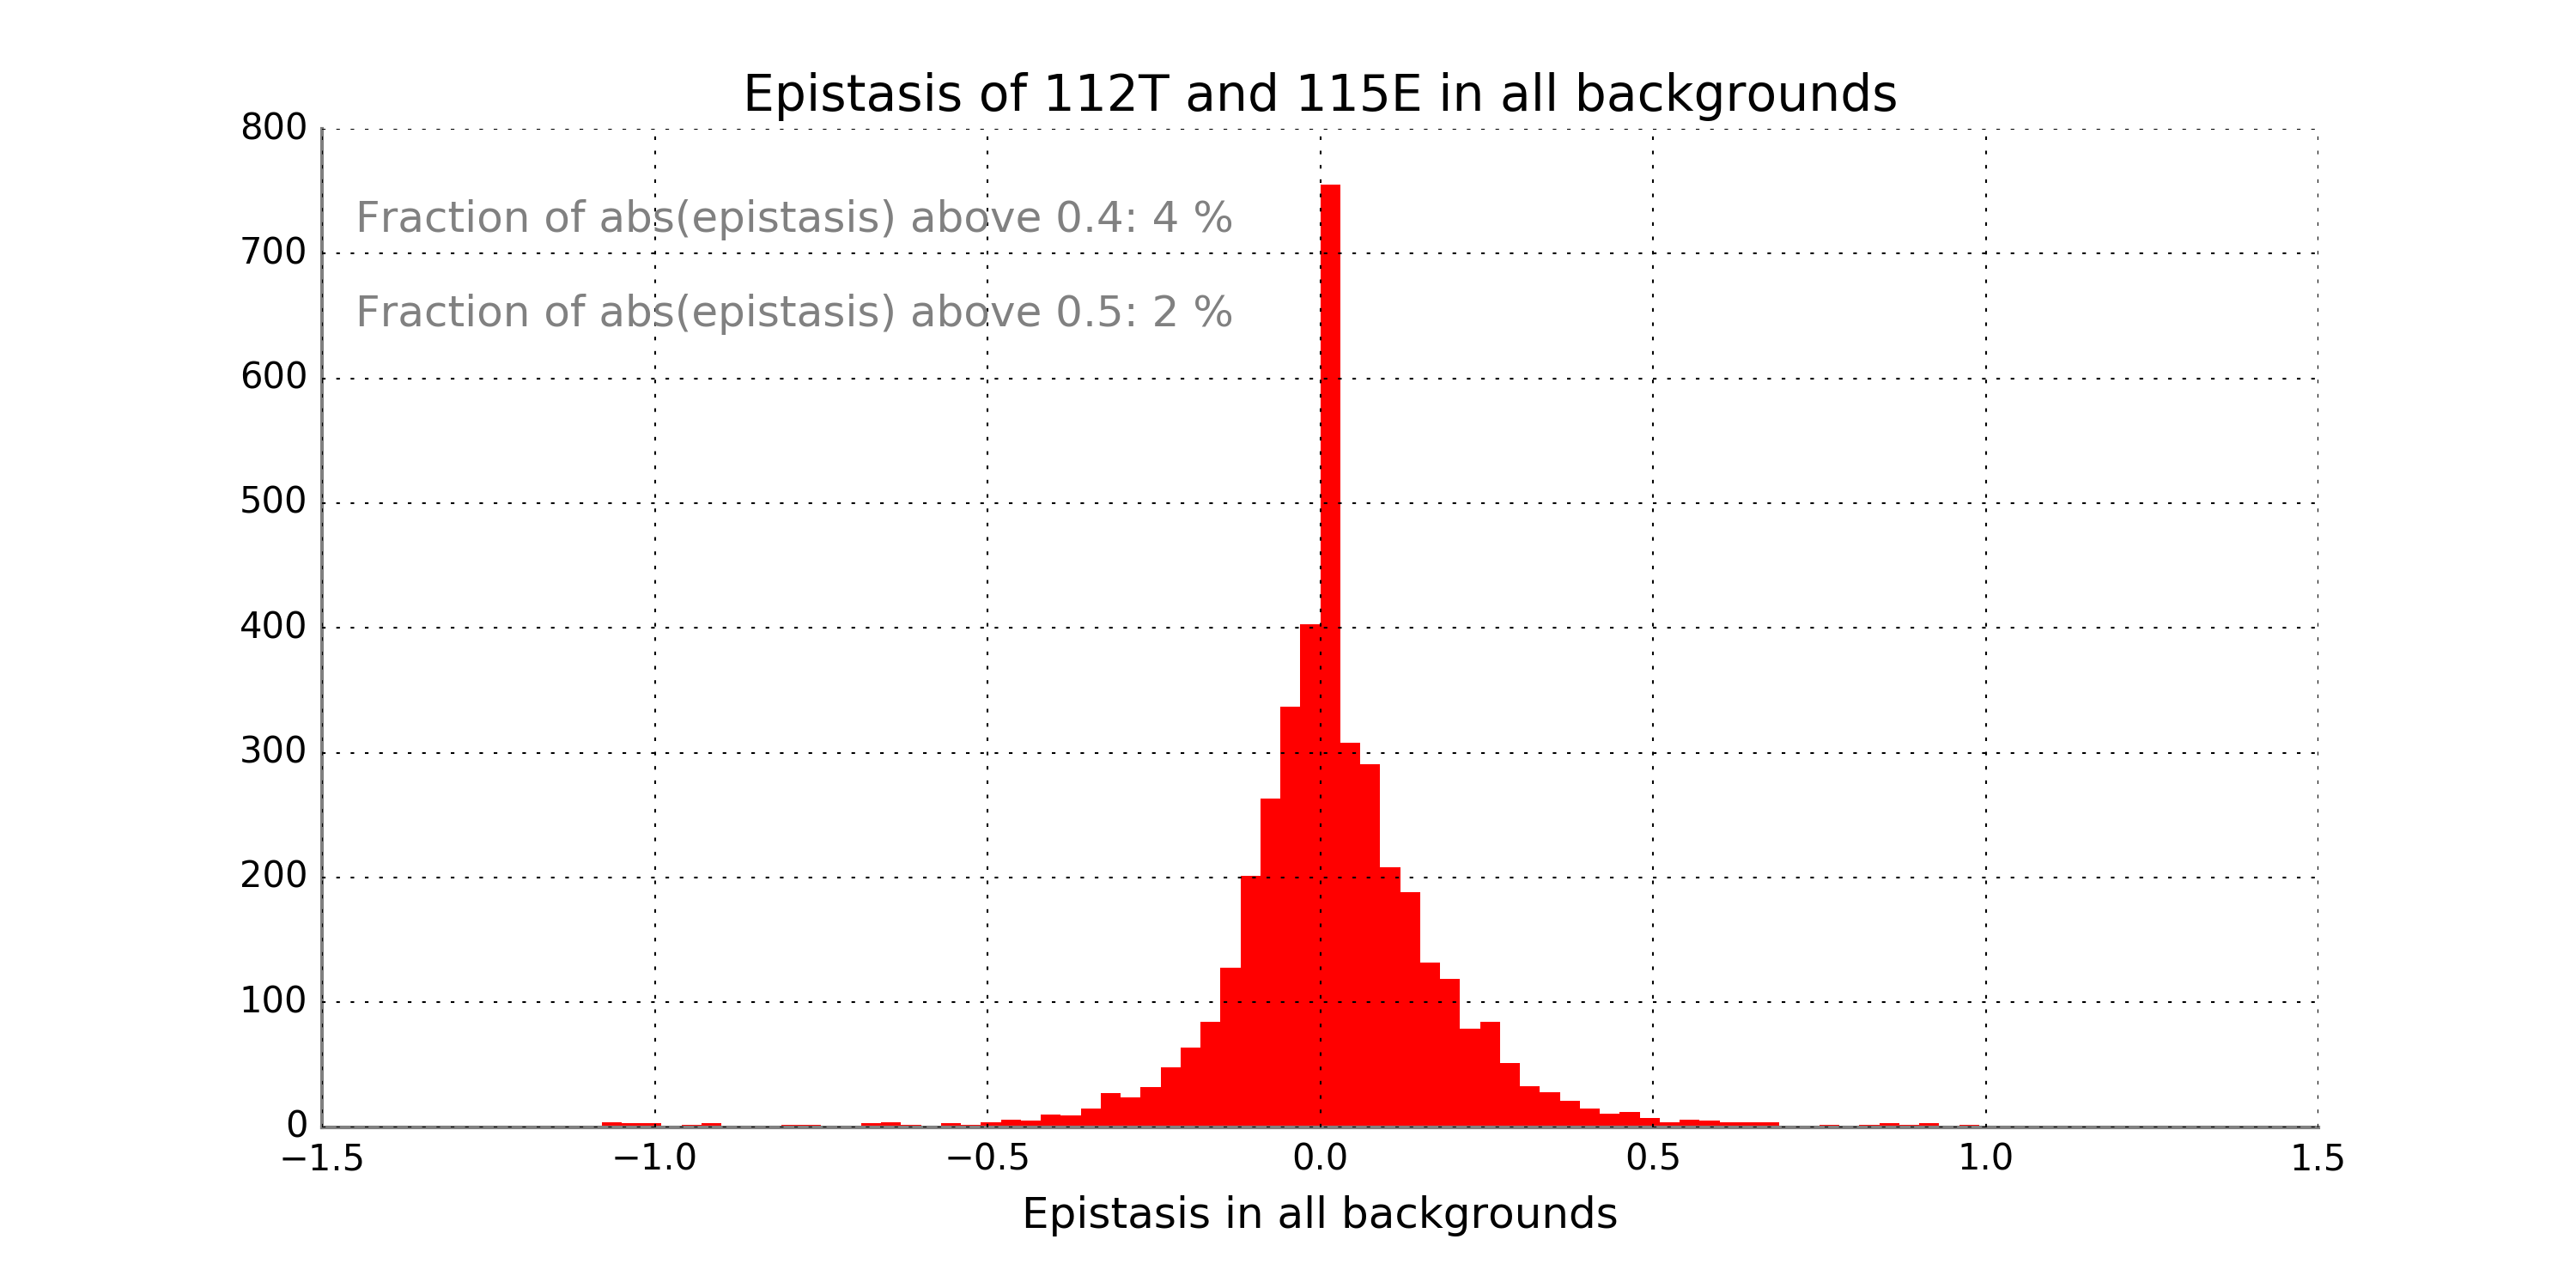 Epistasis of 112T and 115E in all backgrounds
800
Fraction of abs(epistasis) above 0.4: 4 %
700
Fraction of abs(epistasis) above 0.5: 2 %
600
500
400
300
200
100
0
−1.5 −1.0 −0.5 0.0 0.5 1.0 1.5
Epistasis in all backgrounds